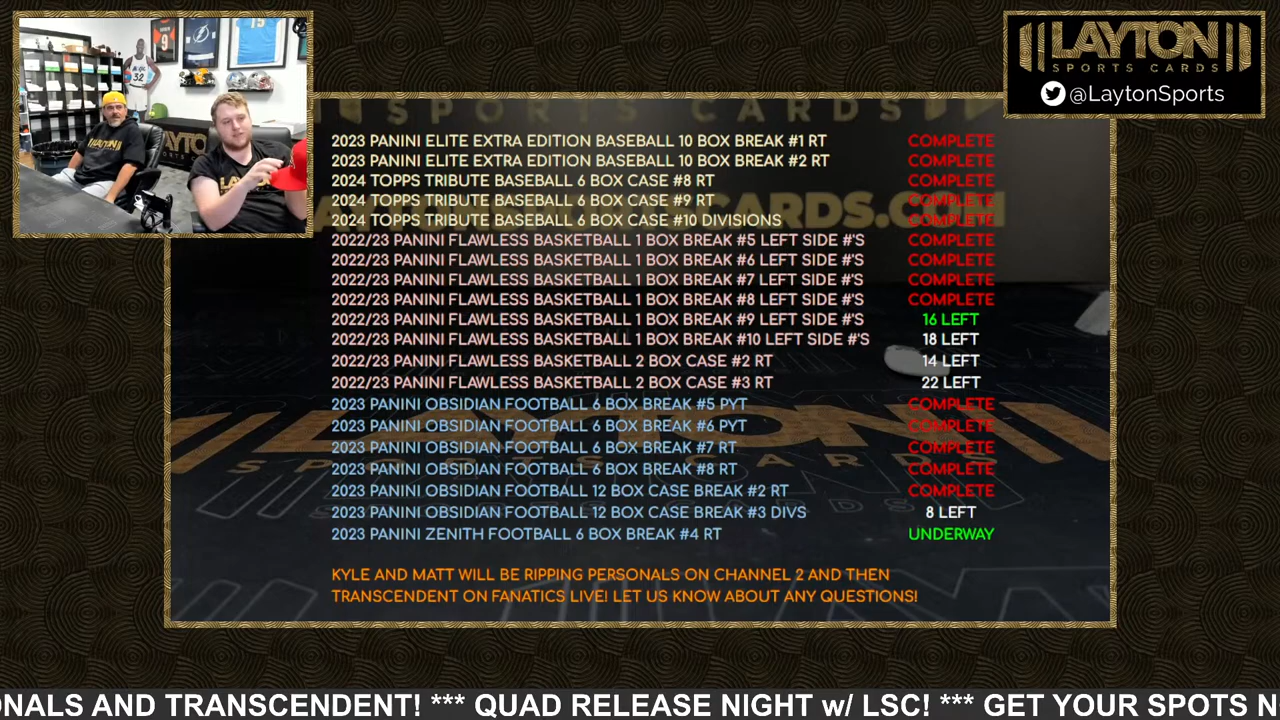 LAYTON
SPORTS CARDS
@LaytonSports
SPORTS CARDS
2023 PANINI ELITE EXTRA EDITION BASEBALL 10 BOX BREAK #1 RT COMPLETE
2023 PANINI ELITE EXTRA EDITION BASEBALL 10 BOX BREAK #2 RT COMPLETE
2024 TOPPS TRIBUTE BASEBALL 6 BOX CASE #8 RT COMPLETE
2024 TOPPS TRIBUTE BASEBALL 6 BOX CASE #9 RT COMPLETE
2024 TOPPS TRIBUTE BASEBALL 6 BOX CASE #10 DIVISIONS COMPLETE
2022/23 PANINI FLAWLESS BASKETBALL 1 BOX BREAK #5 LEFT SIDE #'S COMPLETE
2022/23 PANINI FLAWLESS BASKETBALL 1 BOX BREAK #6 LEFT SIDE #'S COMPLETE
2022/23 PANINI FLAWLESS BASKETBALL 1 BOX BREAK #7 LEFT SIDE #'S COMPLETE
2022/23 PANINI FLAWLESS BASKETBALL 1 BOX BREAK #8 LEFT SIDE #'S COMPLETE
2022/23 PANINI FLAWLESS BASKETBALL 1 BOX BREAK #9 LEFT SIDE #'S 16 LEFT
2022/23 PANINI FLAWLESS BASKETBALL 1 BOX BREAK #10 LEFT SIDE #'S 18 LEFT
2022/23 PANINI FLAWLESS BASKETBALL 2 BOX CASE #2 RT 14 LEFT
2022/23 PANINI FLAWLESS BASKETBALL 2 BOX CASE #3 RT 22 LEFT
2023 PANINI OBSIDIAN FOOTBALL 6 BOX BREAK #5 PYT COMPLETE
2023 PANINI OBSIDIAN FOOTBALL 6 BOX BREAK #6 PYT COMPLETE
2023 PANINI OBSIDIAN FOOTBALL 6 BOX BREAK #7 RT COMPLETE
2023 PANINI OBSIDIAN FOOTBALL 6 BOX BREAK #8 RT COMPLETE
2023 PANINI OBSIDIAN FOOTBALL 12 BOX CASE BREAK #2 RT COMPLETE
2023 PANINI OBSIDIAN FOOTBALL 12 BOX CASE BREAK #3 DIVS 8 LEFT
2023 PANINI ZENITH FOOTBALL 6 BOX BREAK #4 RT UNDERWAY
KYLE AND MATT WILL BE RIPPING PERSONALS ON CHANNEL 2 AND THEN
TRANSCENDENT ON FANATICS LIVE! LET US KNOW ABOUT ANY QUESTIONS!
ONALS AND TRANSCENDENT! *** QUAD RELEASE NIGHT w/ LSC! *** GET YOUR SPOTS N